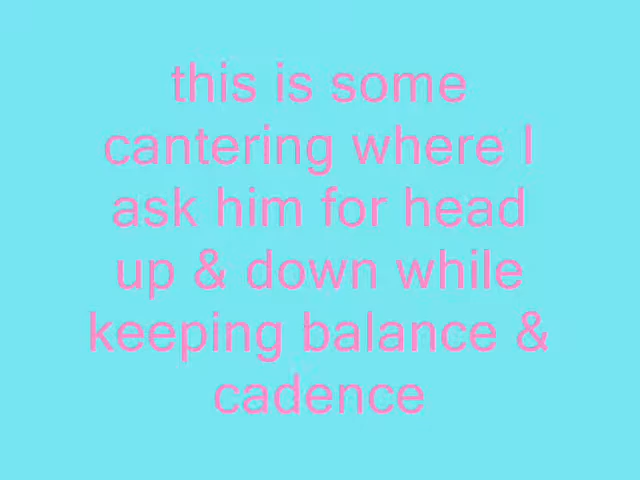 this is some
cantering where I
ask him for head
up & down while
keeping balance &
cadence